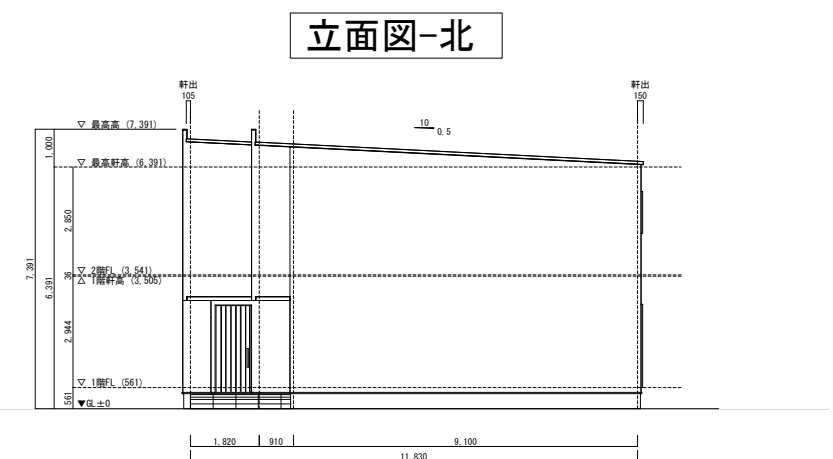 立面図-北
軒出
105
軒出
150
10
0.5
▽ 最高高 (7,391)
1,000
▽ 最高軒高 (6,391)
2,850
7,391
6,391
▽ 2階FL (3,541)
36
△ 1階軒高 (3,505)
2,944
▽ 1階FL (561)
561
▼GL±0
1,820
910
9,100
11,830